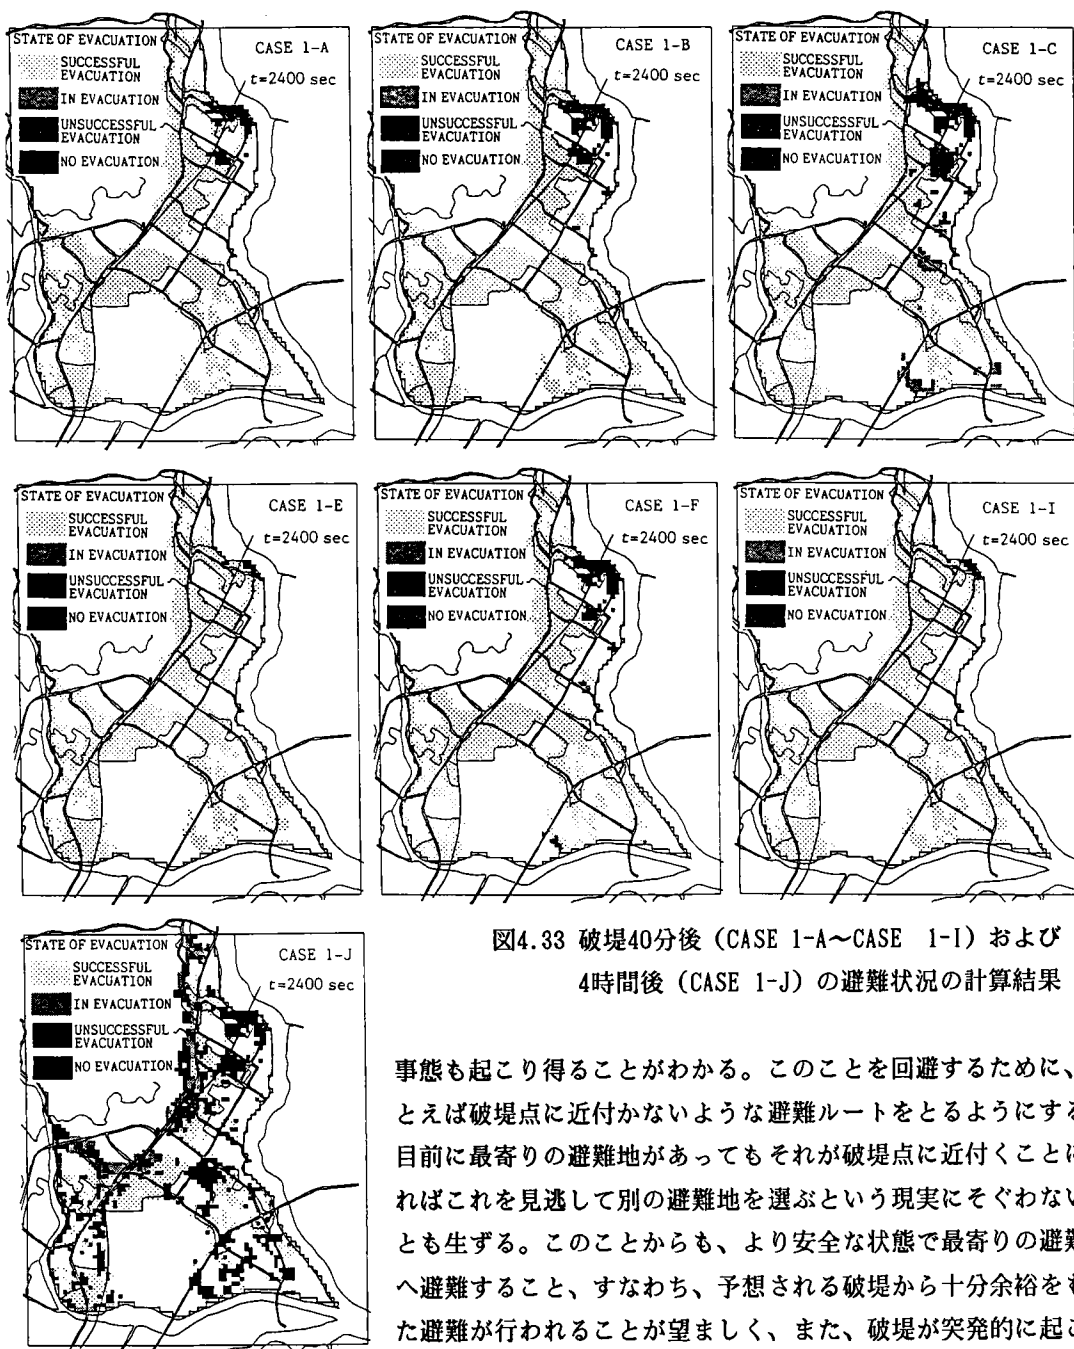 STATE OF EVACUATION
CASE 1-A
SUCCESSFUL
EVACUATION
t=2400 sec
IN EVACUATION
UNSUCCESSFUL
EVACUATION
NO EVACUATION
STATE OF EVACUATION
CASE 1-B
SUCCESSFUL
EVACUATION
t=2400 sec
IN EVACUATION
UNSUCCESSFUL
EVACUATION
NO EVACUATION
STATE OF EVACUATION
CASE 1-C
SUCCESSFUL
EVACUATION
t=2400 sec
IN EVACUATION
UNSUCCESSFUL
EVACUATION
NO EVACUATION
STATE OF EVACUATION
CASE 1-E
SUCCESSFUL
EVACUATION
t=2400 sec
IN EVACUATION
UNSUCCESSFUL
EVACUATION
NO EVACUATION
STATE OF EVACUATION
CASE 1-F
SUCCESSFUL
EVACUATION
t=2400 sec
IN EVACUATION
UNSUCCESSFUL
EVACUATION
NO EVACUATION
STATE OF EVACUATION
CASE 1-I
SUCCESSFUL
EVACUATION
t=2400 sec
IN EVACUATION
UNSUCCESSFUL
EVACUATION
NO EVACUATION
STATE OF EVACUATION
CASE 1-J
SUCCESSFUL
EVACUATION
t=2400 sec
IN EVACUATION
UNSUCCESSFUL
EVACUATION
NO EVACUATION
図4.33 破堤40分後（CASE 1-A～CASE 1-I）および
4時間後（CASE 1-J）の避難状況の計算結果
事態も起こり得ることがわかる。このことを回避するために、
とえば破堤点に近付かないような避難ルートをとるようにする
目前に最寄りの避難地があってもそれが破堤点に近付くことに
ればこれを見逃して別の避難地を選ぶという現実にそぐわない
とも生ずる。このことからも、より安全な状態で最寄りの避難
へ避難すること、すなわち、予想される破堤から十分余裕をも
た避難が行われることが望ましく、また、破堤が突発的に起こ